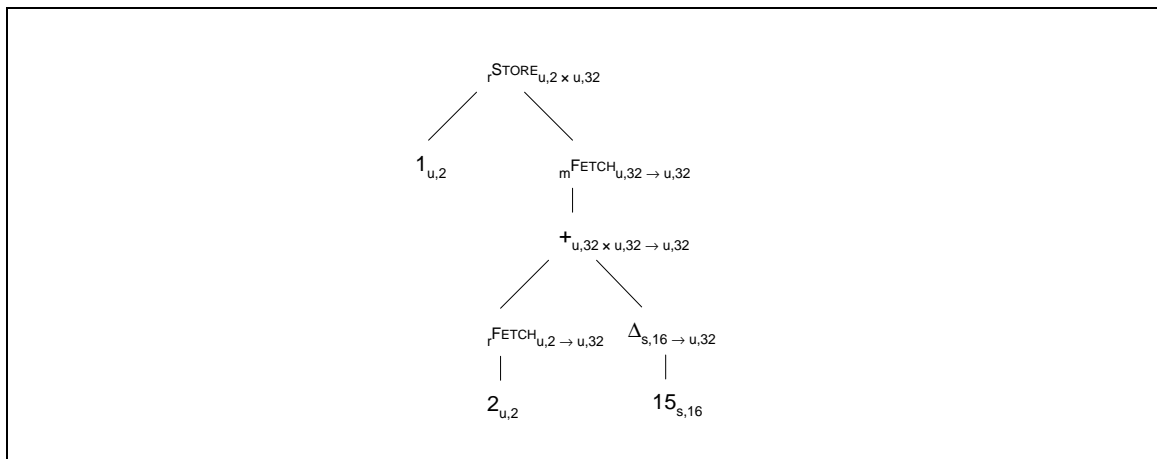 rSTOREu,2 × u,32
1u,2 mFETCHu,32 → u,32
+u,32 × u,32 → u,32
rFETCHu,2 → u,32 Δs,16 → u,32
2u,2 15s,16